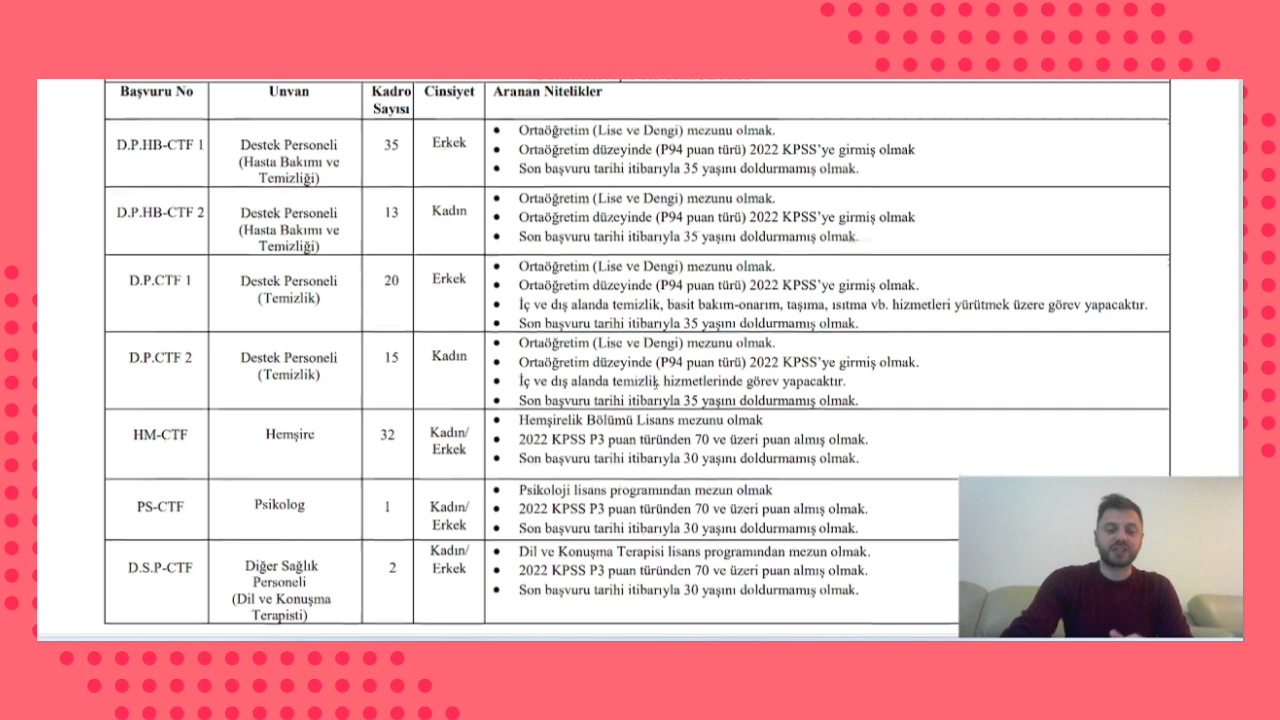 Başvuru No Unvan Kadro Sayısı Cinsiyet Aranan Nitelikler
D.P.HB-CTF 1 Destek Personeli (Hasta Bakımı ve Temizliği) 35 Erkek
• Ortaöğretim (Lise ve Dengi) mezunu olmak.
• Ortaöğretim düzeyinde (P94 puan türü) 2022 KPSS'ye girmiş olmak
• Son başvuru tarihi itibarıyla 35 yaşını doldurmamış olmak.
D.P.HB-CTF 2 Destek Personeli (Hasta Bakımı ve Temizliği) 13 Kadın
• Ortaöğretim (Lise ve Dengi) mezunu olmak.
• Ortaöğretim düzeyinde (P94 puan türü) 2022 KPSS'ye girmiş olmak
• Son başvuru tarihi itibarıyla 35 yaşını doldurmamış olmak.
D.P.CTF 1 Destek Personeli (Temizlik) 20 Erkek
• Ortaöğretim (Lise ve Dengi) mezunu olmak.
• Ortaöğretim düzeyinde (P94 puan türü) 2022 KPSS'ye girmiş olmak.
• İç ve dış alanda temizlik, basit bakım-onarım, taşıma, ısıtma vb. hizmetleri yürütmek üzere görev yapacaktır.
• Son başvuru tarihi itibarıyla 35 yaşını doldurmamış olmak.
D.P.CTF 2 Destek Personeli (Temizlik) 15 Kadın
• Ortaöğretim (Lise ve Dengi) mezunu olmak.
• Ortaöğretim düzeyinde (P94 puan türü) 2022 KPSS'ye girmiş olmak.
• İç ve dış alanda temizlik hizmetlerinde görev yapacaktır.
• Son başvuru tarihi itibarıyla 35 yaşını doldurmamış olmak.
HM-CTF Hemşire 32 Kadın/ Erkek
• Hemşirelik Bölümü Lisans mezunu olmak
• 2022 KPSS P3 puan türünden 70 ve üzeri puan almış olmak.
• Son başvuru tarihi itibarıyla 30 yaşını doldurmamış olmak.
PS-CTF Psikolog 1 Kadın/ Erkek
• Psikoloji lisans programından mezun olmak
• 2022 KPSS P3 puan türünden 70 ve üzeri puan almış olmak.
• Son başvuru tarihi itibarıyla 30 yaşını doldurmamış olmak.
D.S.P-CTF Diğer Sağlık Personeli (Dil ve Konuşma Terapisti) 2 Kadın/ Erkek
• Dil ve Konuşma Terapisi lisans programından mezun olmak.
• 2022 KPSS P3 puan türünden 70 ve üzeri puan almış olmak.
• Son başvuru tarihi itibarıyla 30 yaşını doldurmamış olmak.